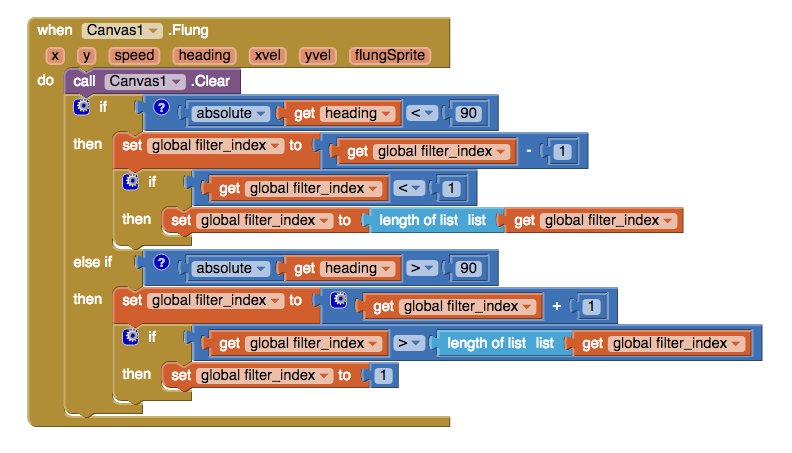 when Canvas1 .Flung
x y speed heading xvel yvel flungSprite
do call Canvas1 .Clear
if ? absolute get heading < 90
then set global filter_index to get global filter_index - 1
if get global filter_index < 1
then set global filter_index to length of list list get global filter_index
else if ? absolute get heading > 90
then set global filter_index to get global filter_index + 1
if get global filter_index > length of list list get global filter_index
then set global filter_index to 1